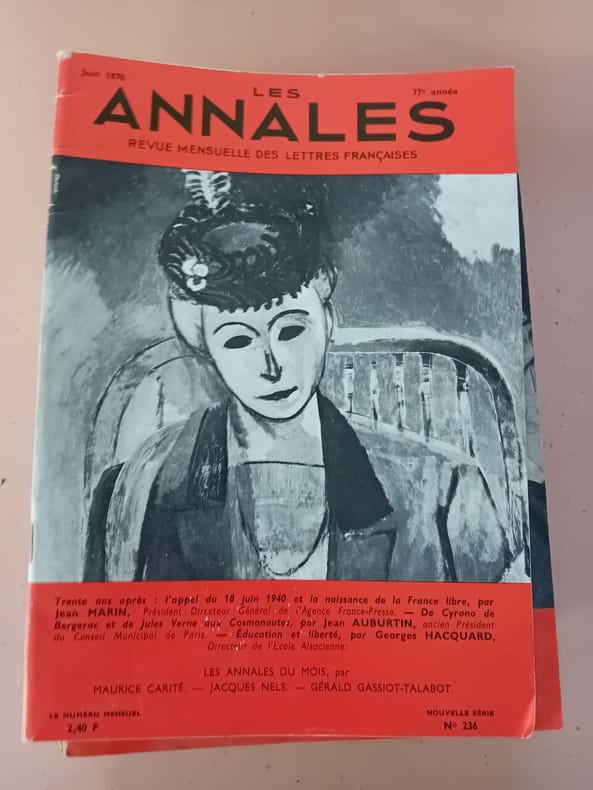 Juin 1970
77e année
LES
ANNALES
REVUE MENSUELLE DES LETTRES FRANÇAISES
Trente ans après : l'appel du 18 juin 1940 et la naissance de la France libre, par
Jean MARIN, Président Directeur Général de l'Agence France-Presse. — De Cyrano de
Bergerac et de Jules Verne aux Cosmonautes, par Jean AUBURTIN, ancien Président
du Conseil Municipal de Paris. — Éducation et liberté, par Georges HACQUARD,
Directeur de l'Ecole Alsacienne.
LES ANNALES DU MOIS, par
MAURICE CARITÉ. — JACQUES NELS. — GÉRALD GASSIOT-TALABOT.
LE NUMÉRO MENSUEL
2,40 F
NOUVELLE SÉRIE
No 236